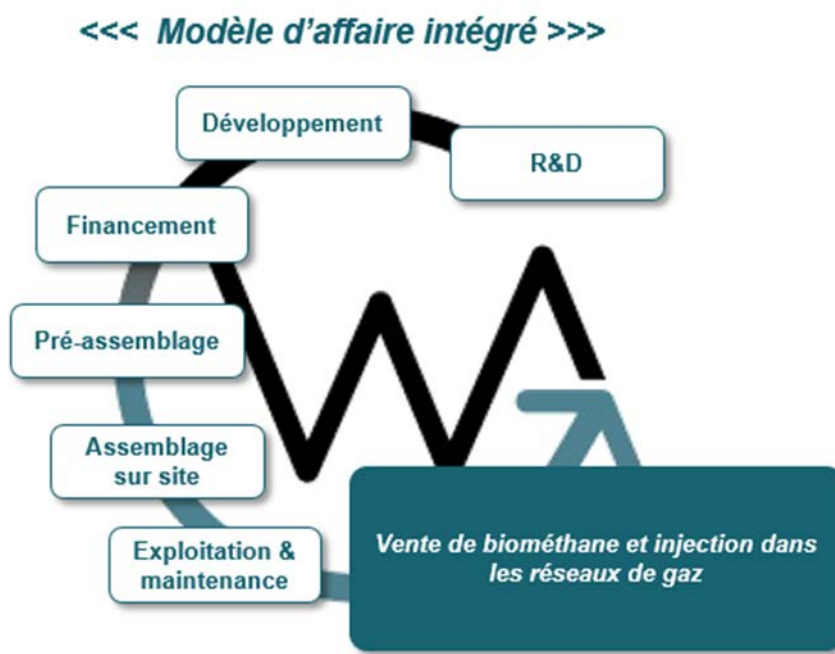 <<< Modèle d'affaire intégré >>>
Développement
R&D
Financement
Pré-assemblage
Assemblage
sur site
Exploitation &
maintenance
Vente de biométhane et injection dans
les réseaux de gaz